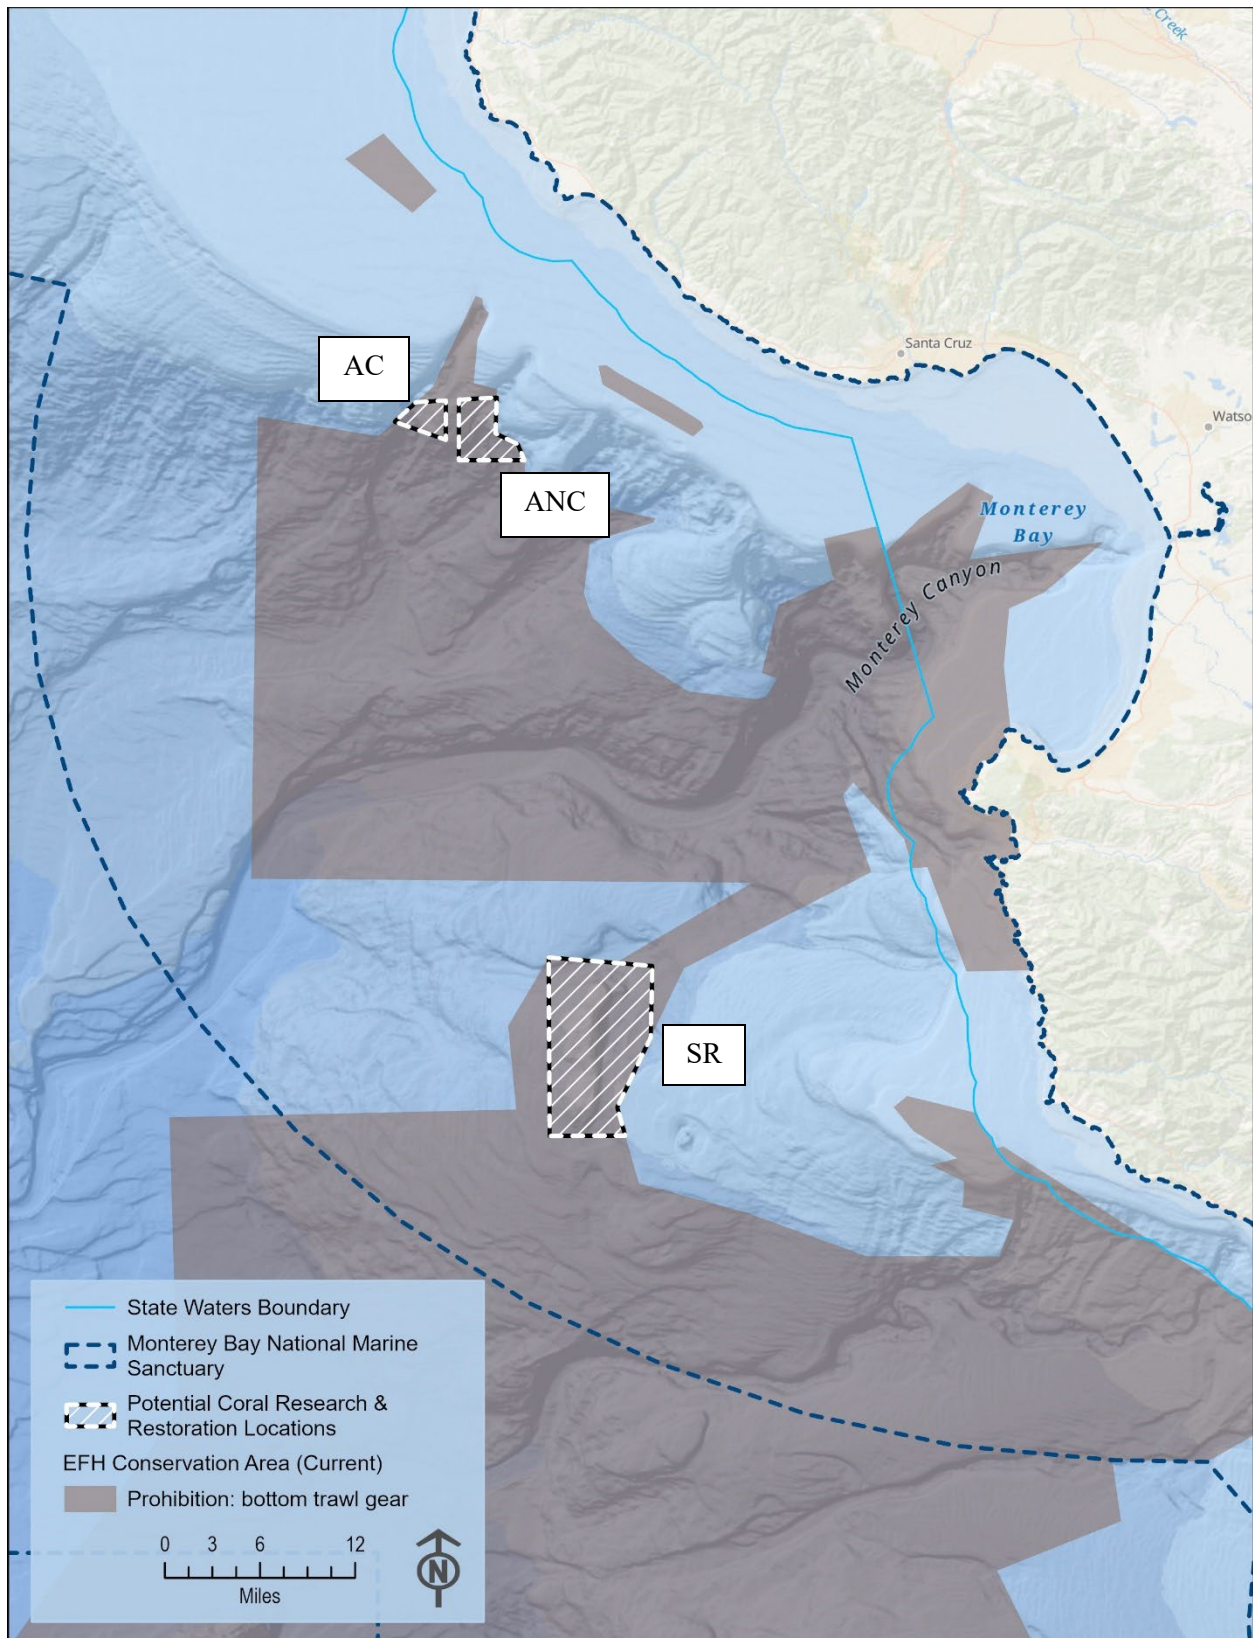 Creek
Santa Cruz
AC
Watso
ANC
Monterey
Bay
Monterey Canyon
SR
State Waters Boundary
Monterey Bay National Marine
Sanctuary
Potential Coral Research &
Restoration Locations
EFH Conservation Area (Current)
Prohibition: bottom trawl gear
0 3 6 12
Miles
N